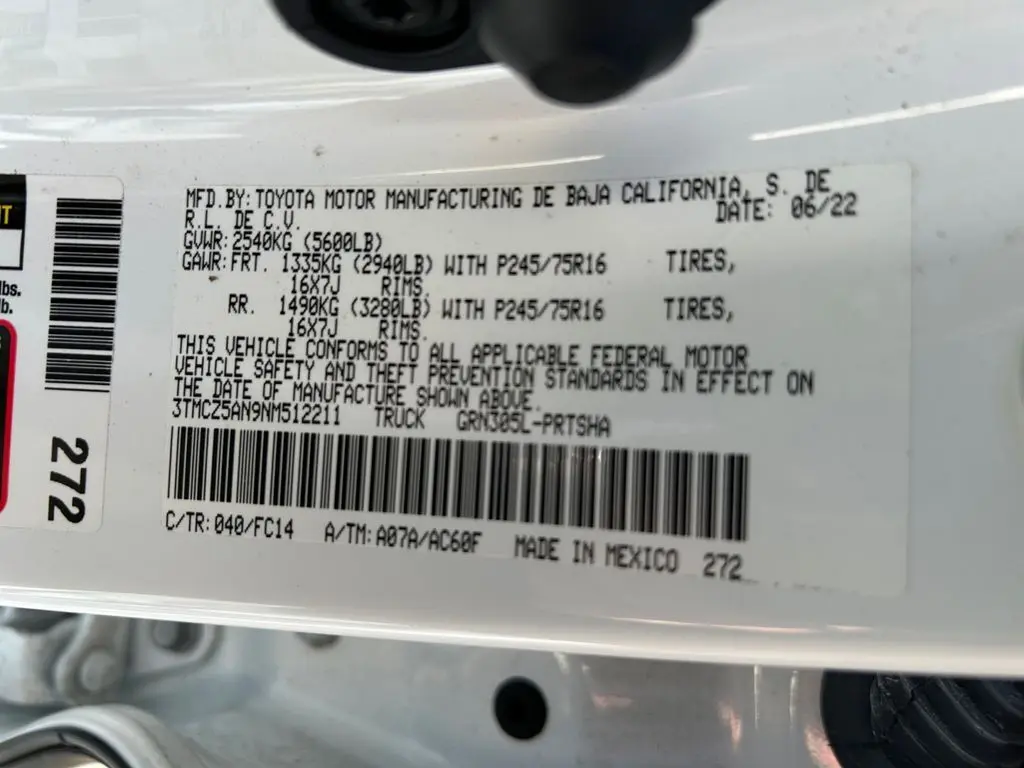 MFD.BY: TOYOTA MOTOR MANUFACTURING DE BAJA CALIFORNIA, S. DE
R.L. DE C.V. DATE: 06/22
GVWR: 2540KG (5600LB)
GAWR: FRT. 1335KG (2940LB) WITH P245/75R16 TIRES,
16X7J RIMS.
RR. 1490KG (3280LB) WITH P245/75R16 TIRES,
16X7J RIMS.
THIS VEHICLE CONFORMS TO ALL APPLICABLE FEDERAL MOTOR
VEHICLE SAFETY AND THEFT PREVENTION STANDARDS IN EFFECT ON
THE DATE OF MANUFACTURE SHOWN ABOVE.
3TMCZ5AN9NM512211 TRUCK GRN305L-PRTSHA
C/TR: 040/FC14 A/TM: A07A/AC60F MADE IN MEXICO 272
272
lbs.
lb.